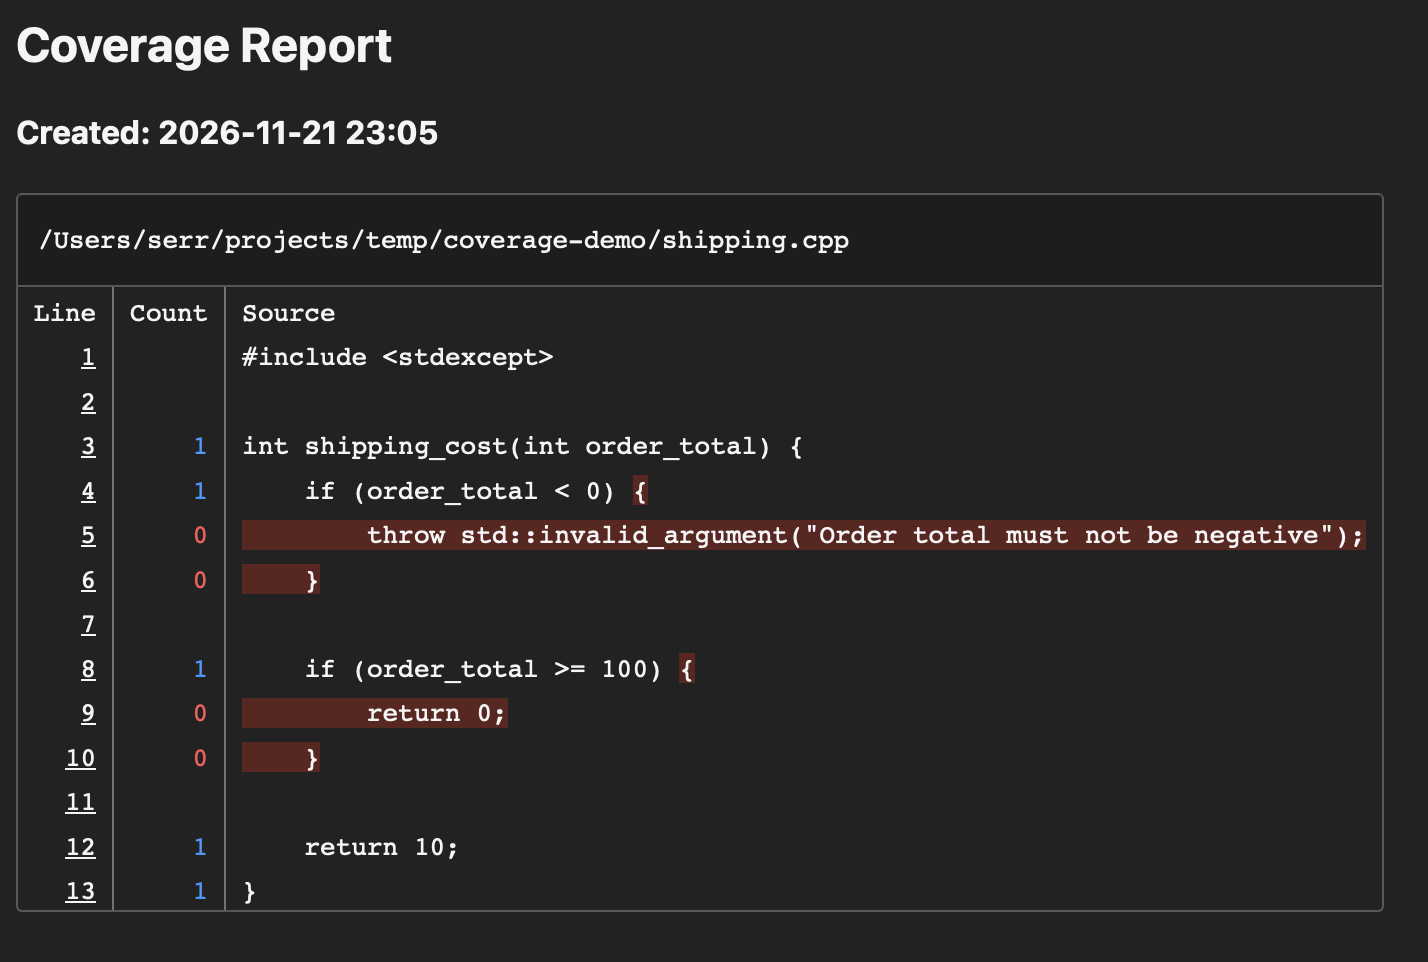 Coverage Report
Created: 2026-11-21 23:05
/Users/serr/projects/temp/coverage-demo/shipping.cpp
Line Count Source
1 #include <stdexcept>
2
3 1 int shipping_cost(int order_total) {
4 1     if (order_total < 0) {
5 0         throw std::invalid_argument("Order total must not be negative");
6 0     }
7
8 1     if (order_total >= 100) {
9 0         return 0;
10 0     }
11
12 1     return 10;
13 1 }